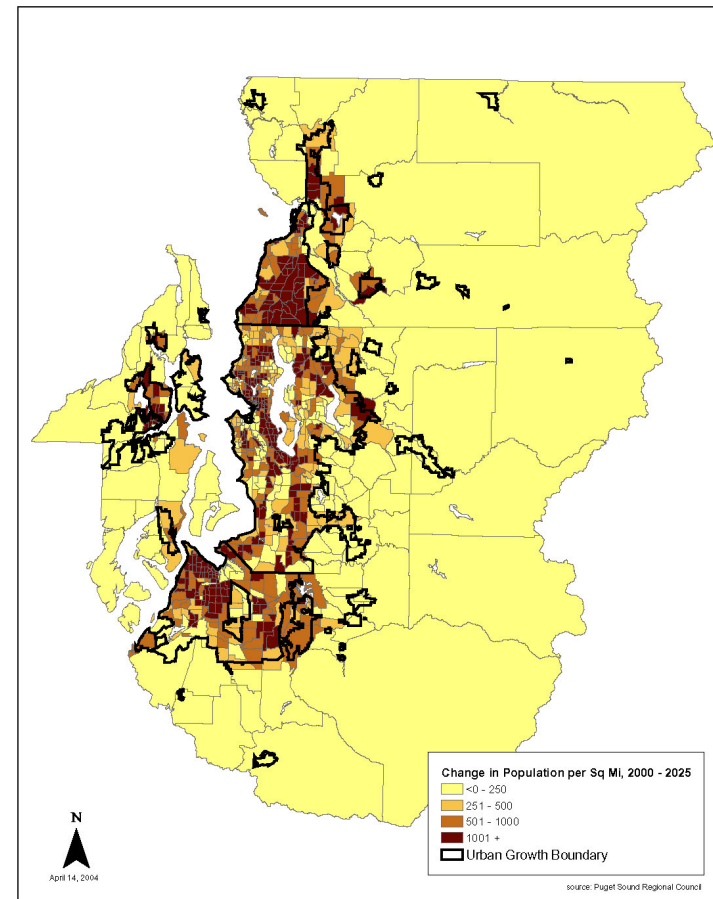 Change in Population per Sq Mi, 2000 - 2025
<0 - 250
251 - 500
501 - 1000
1001 +
Urban Growth Boundary
N
April 14, 2004
source: Puget Sound Regional Council